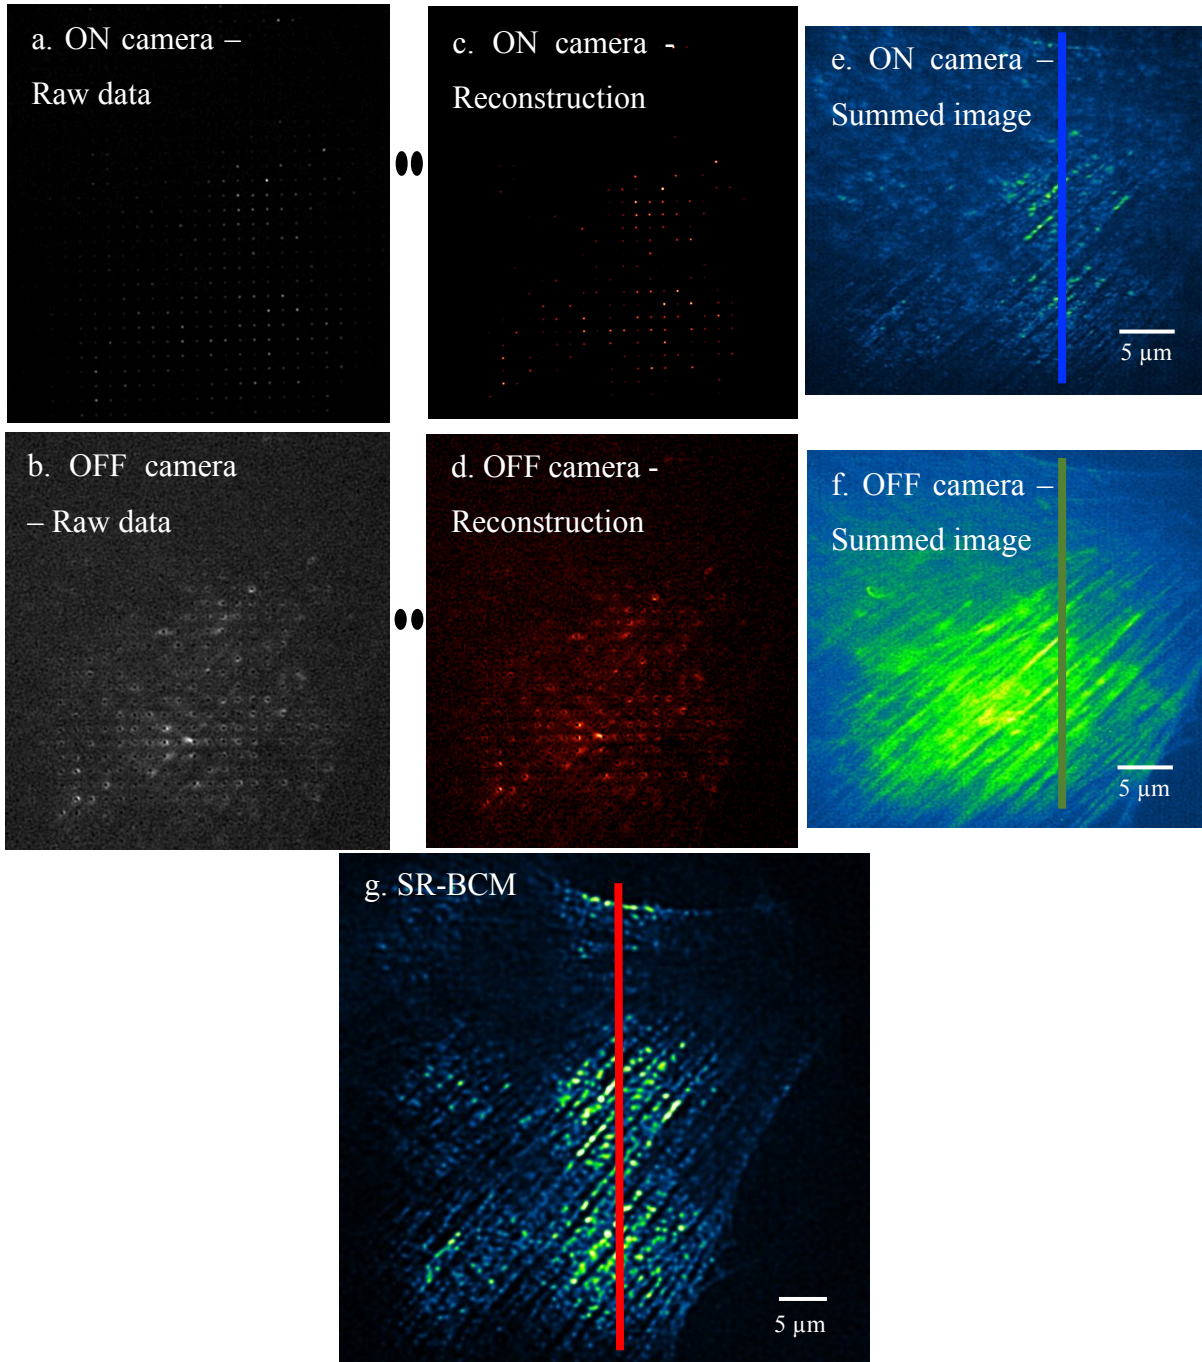 a. ON camera –
Raw data
c. ON camera -
Reconstruction
e. ON camera –
Summed image
5 µm
b. OFF camera
– Raw data
d. OFF camera -
Reconstruction
f. OFF camera –
Summed image
5 µm
g. SR-BCM
5 µm